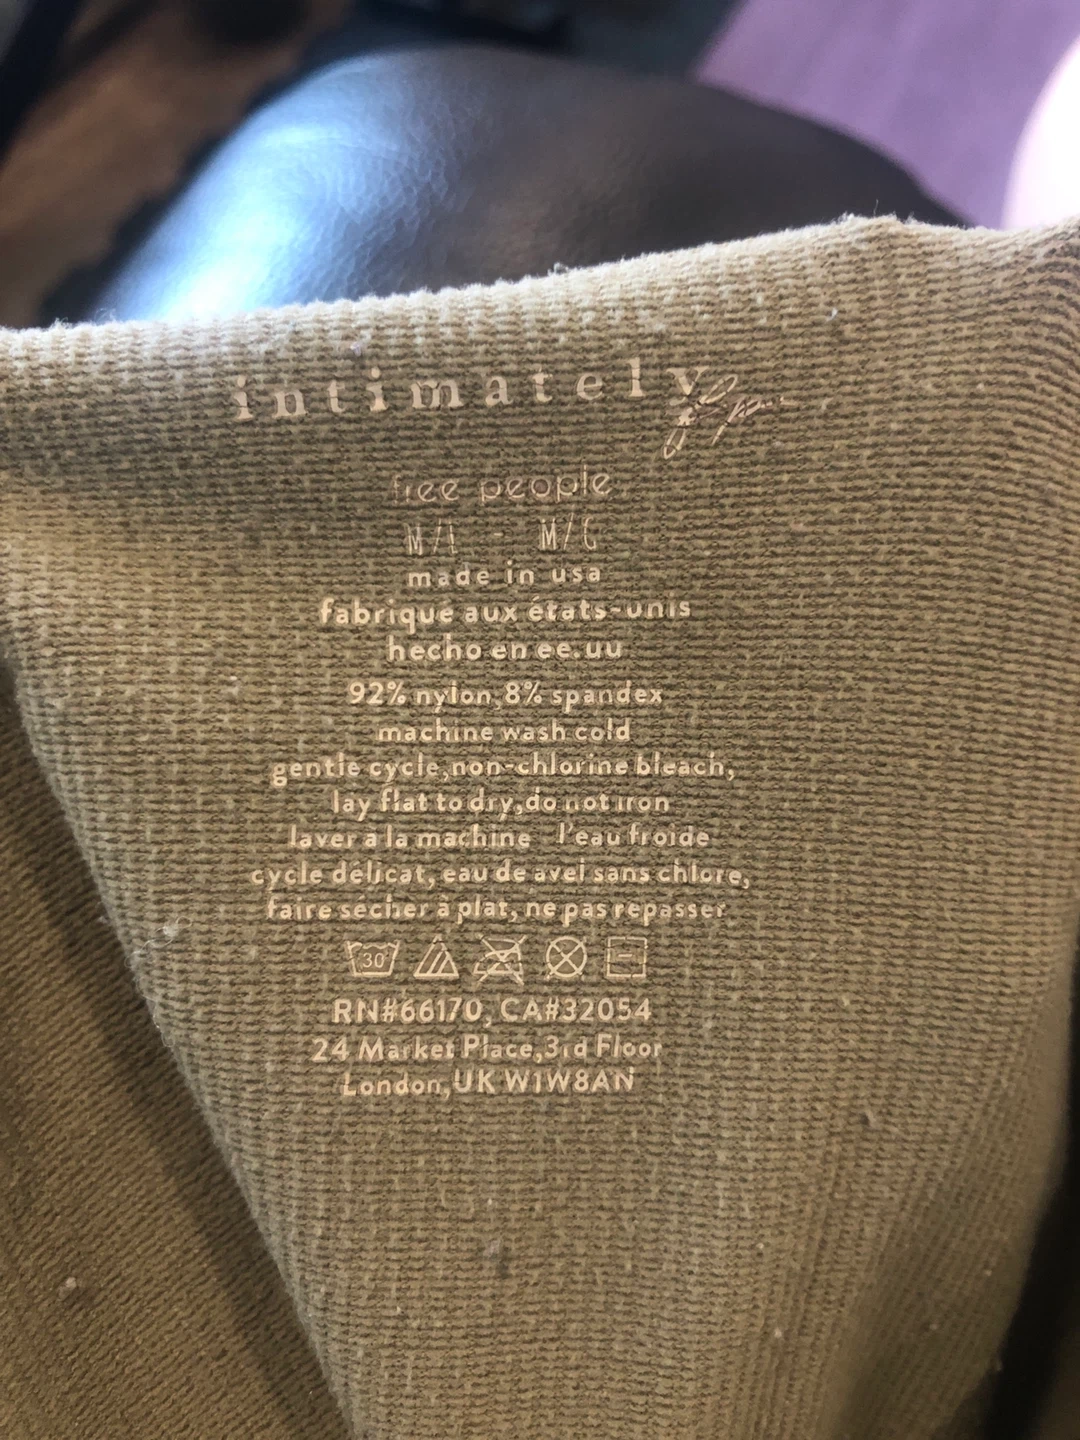 intimately
free people
M/L - M/G
made in usa
fabriqué aux états-unis
hecho en ee.uu
92% nylon, 8% spandex
machine wash cold
gentle cycle, non-chlorine bleach,
lay flat to dry, do not iron
laver à la machine l'eau froide
cycle délicat, eau de avel sans chlore,
faire sécher à plat, ne pas repasser
30
RN#66170, CA#32054
24 Market Place, 3rd Floor
London, UK W1W8AN